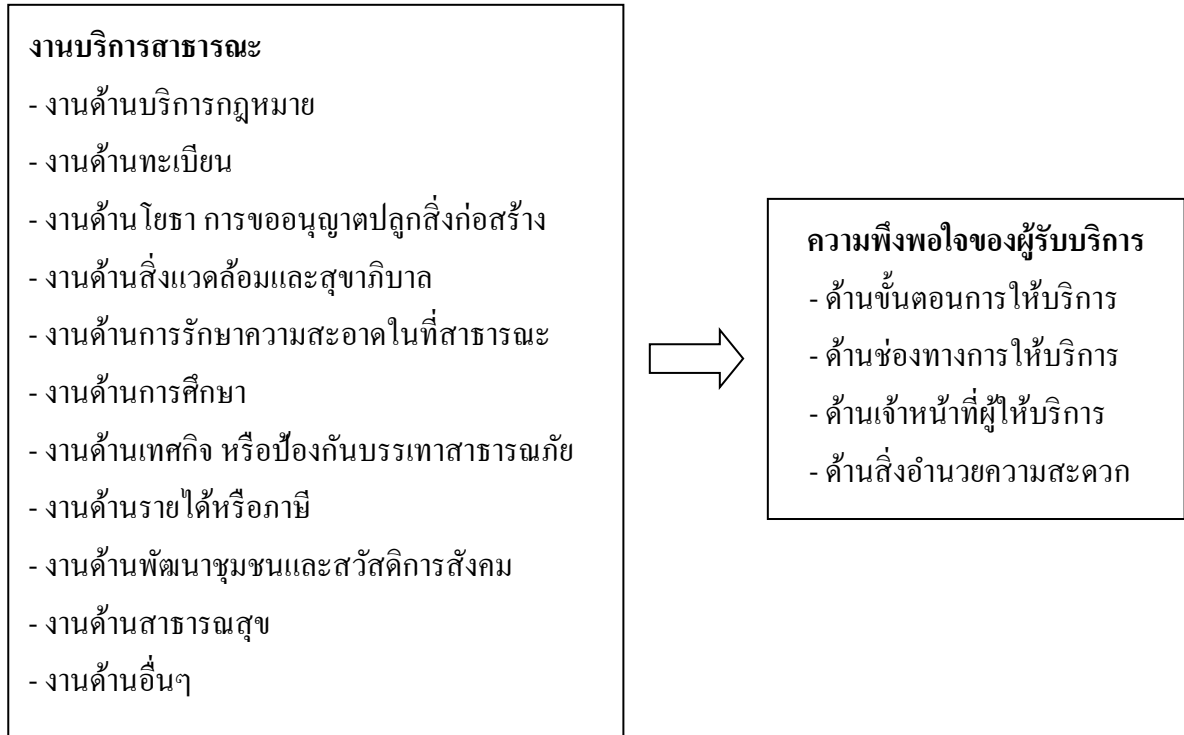 งานบริการสาธารณะ
- งานด้านบริการกฎหมาย
- งานด้านทะเบียน
- งานด้านโยธา การขออนุญาตปลูกสิ่งก่อสร้าง
- งานด้านสิ่งแวดล้อมและสุขาภิบาล
- งานด้านการรักษาความสะอาดในที่สาธารณะ
- งานด้านการศึกษา
- งานด้านเทศกิจ หรือป้องกันบรรเทาสาธารณภัย
- งานด้านรายได้หรือภาษี
- งานด้านพัฒนาชุมชนและสวัสดิการสังคม
- งานด้านสาธารณสุข
- งานด้านอื่นๆ
ความพึงพอใจของผู้รับบริการ
- ด้านขั้นตอนการให้บริการ
- ด้านช่องทางการให้บริการ
- ด้านเจ้าหน้าที่ผู้ให้บริการ
- ด้านสิ่งอำนวยความสะดวก